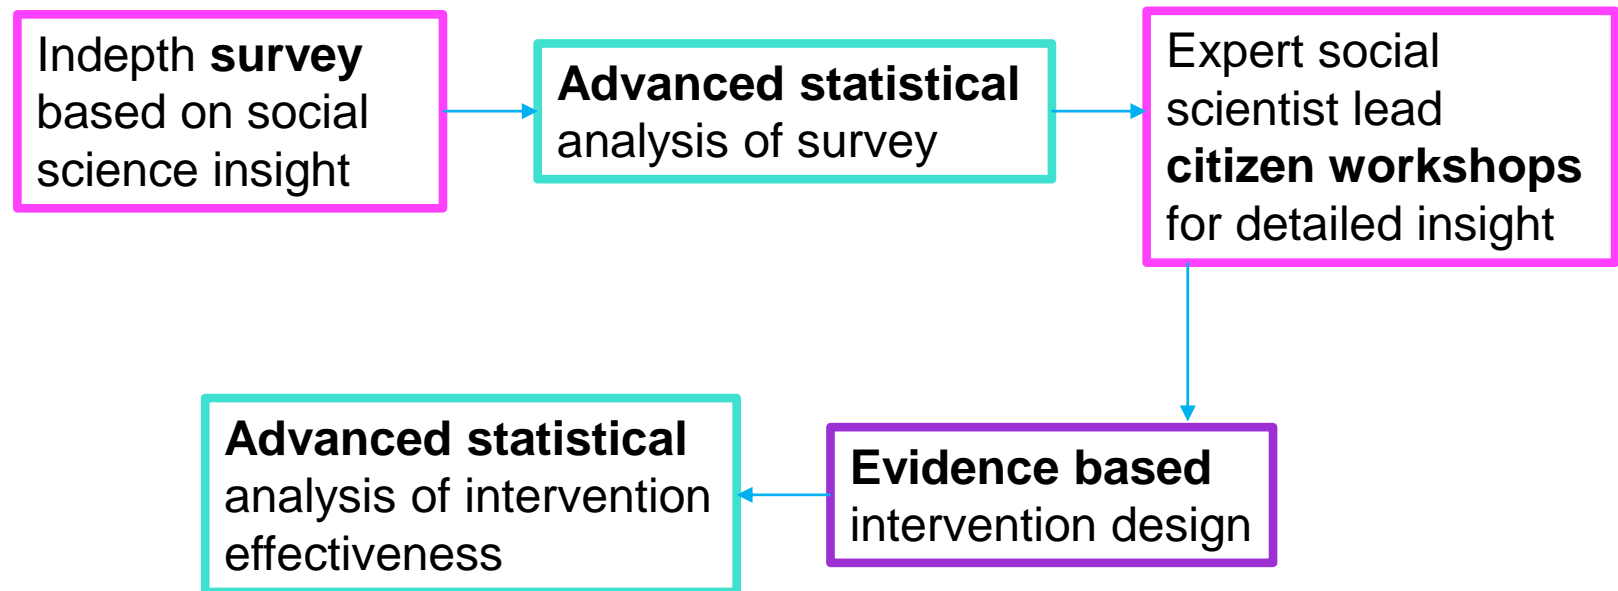 Indepth survey
based on social
science insight
Advanced statistical
analysis of survey
Expert social
scientist lead
citizen workshops
for detailed insight
Evidence based
intervention design
Advanced statistical
analysis of intervention
effectiveness